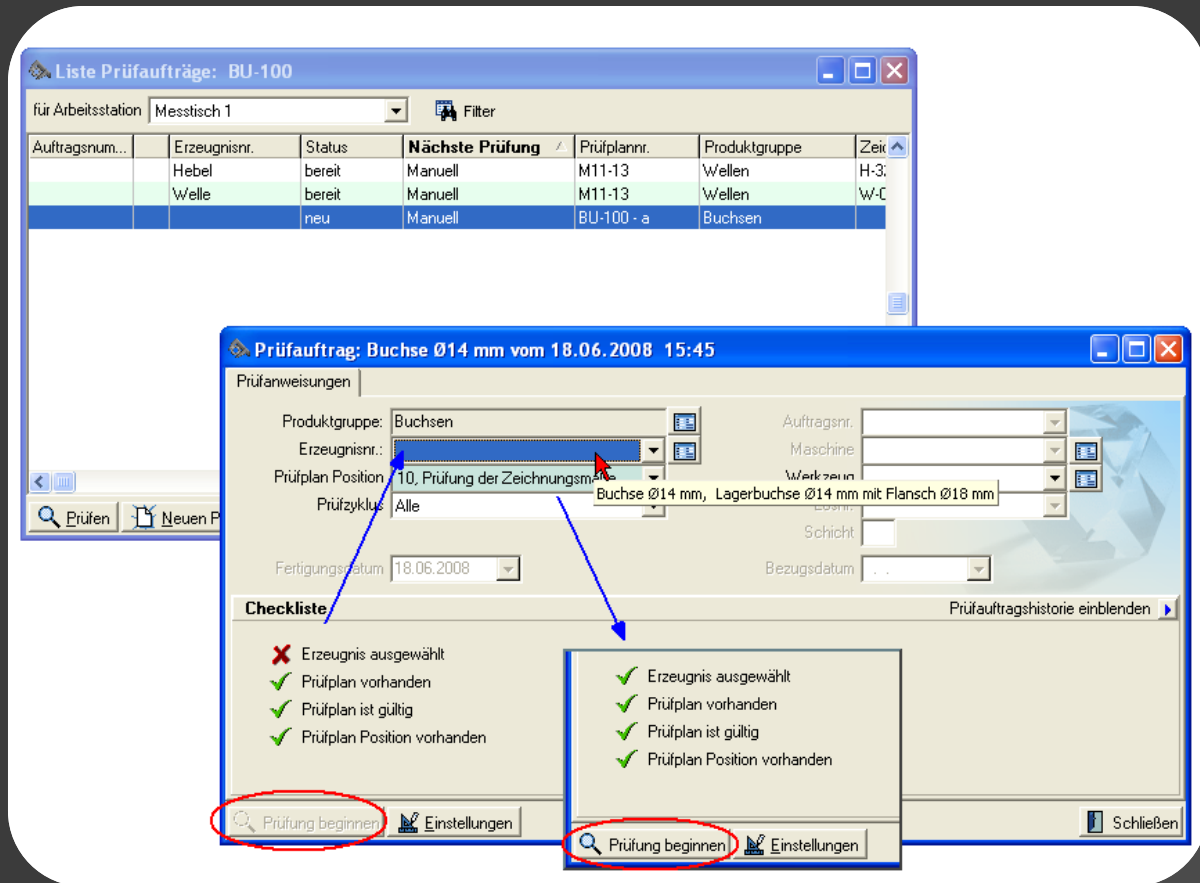 Liste Prüfaufträge: BU-100
für Arbeitsstation Messtisch 1 Filter
Auftragsnum... Erzeugnisnr. Status Nächste Prüfung Prüfplannr. Produktgruppe
Hebel bereit Manuell M11-13 Wellen
Welle bereit Manuell M11-13 Wellen
neu Manuell BU-100 - a Buchsen
Prüfen Neuen
Prüfauftrag: Buchse Ø14 mm vom 18.06.2008 15:45
Prüfanweisungen
Produktgruppe: Buchsen Auftragsnr.
Erzeugnisnr.: Maschine
Prüfplan Position 10, Prüfung der Zeichnungsmaße Werkzeug
Buchse Ø14 mm, Lagerbuchse Ø14 mm mit Flansch Ø18 mm
Prüfzyklus Alle
Schicht
Fertigungsdatum 18.06.2008 Bezugsdatum . .
Checkliste Prüfauftragshistorie einblenden
Erzeugnis ausgewählt
Prüfplan vorhanden
Prüfplan ist gültig
Prüfplan Position vorhanden
Prüfung beginnen Einstellungen
Erzeugnis ausgewählt
Prüfplan vorhanden
Prüfplan ist gültig
Prüfplan Position vorhanden
Prüfung beginnen Einstellungen
Schließen